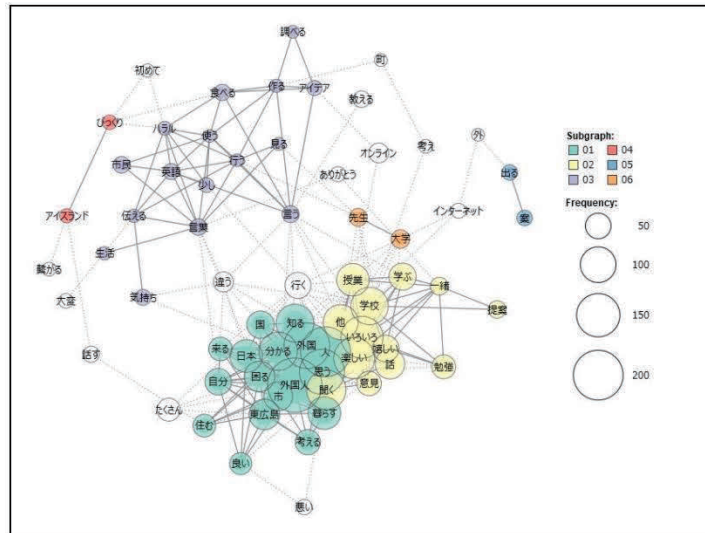 調べる
町
初めて
食べる
作る
アイデア
教える
びっくり
ハラル
使う
見る
オンライン
考え
外
市民
英語
行う
ありがとう
出る
少し
アイスランド
伝える
言葉
言う
先生
インターネット
案
大学
繋がる
生活
大変
気持ち
違う
行く
授業
学ぶ
一緒
学校
提案
国
知る
他
いろいろ
話す
来る
日本
分かる
外国
人
楽しい
嬉しい
話
勉強
自分
困る
思う
外国人
聞く
意見
市
たくさん
住む
東広島
暮らす
考える
良い
悪い
Subgraph:
01 04
02 05
03 06
Frequency:
50
100
150
200